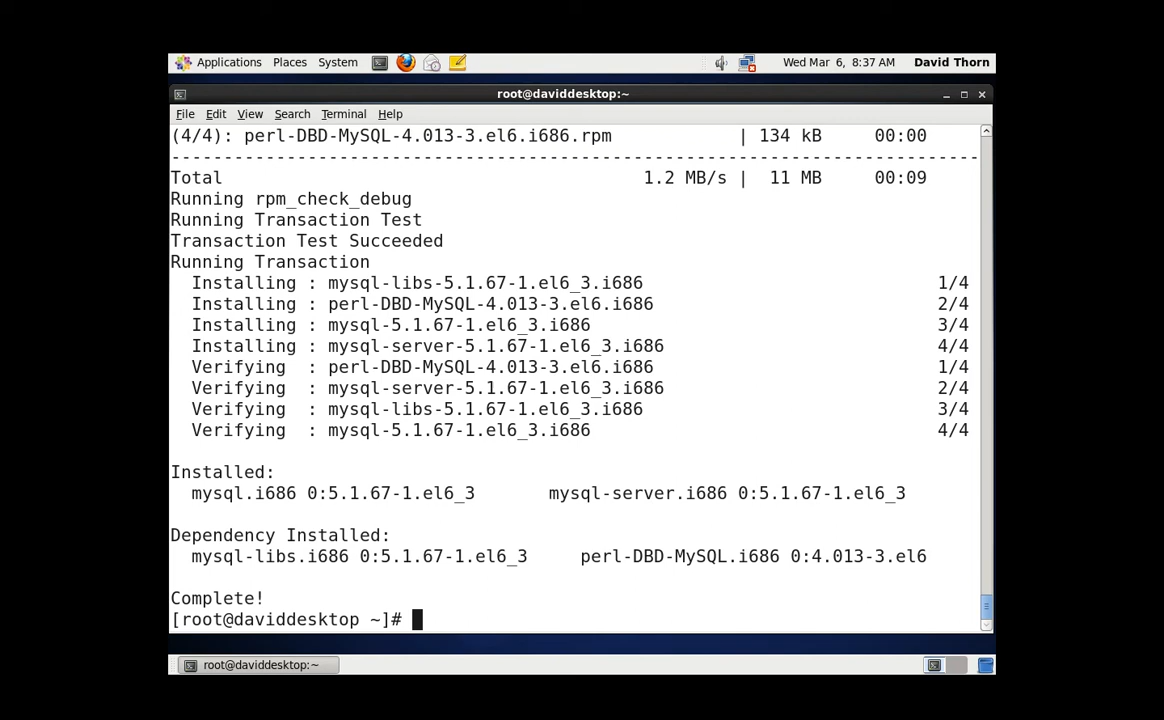 Applications Places System Wed Mar 6, 8:37 AM David Thorn
root@daviddesktop:~
File Edit View Search Terminal Help
(4/4): perl-DBD-MySQL-4.013-3.el6.i686.rpm | 134 kB 00:00
--------------------------------------------------------------------------------
Total 1.2 MB/s | 11 MB 00:09
Running rpm_check_debug
Running Transaction Test
Transaction Test Succeeded
Running Transaction
Installing : mysql-libs-5.1.67-1.el6_3.i686 1/4
Installing : perl-DBD-MySQL-4.013-3.el6.i686 2/4
Installing : mysql-5.1.67-1.el6_3.i686 3/4
Installing : mysql-server-5.1.67-1.el6_3.i686 4/4
Verifying : perl-DBD-MySQL-4.013-3.el6.i686 1/4
Verifying : mysql-server-5.1.67-1.el6_3.i686 2/4
Verifying : mysql-libs-5.1.67-1.el6_3.i686 3/4
Verifying : mysql-5.1.67-1.el6_3.i686 4/4
Installed:
mysql.i686 0:5.1.67-1.el6_3 mysql-server.i686 0:5.1.67-1.el6_3
Dependency Installed:
mysql-libs.i686 0:5.1.67-1.el6_3 perl-DBD-MySQL.i686 0:4.013-3.el6
Complete!
[root@daviddesktop ~]#
root@daviddesktop:~